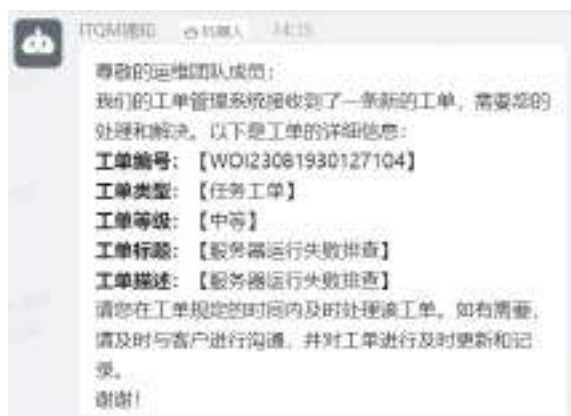 ITQM通知 机器人 14:15
尊敬的运维团队成员：
我们的工单管理系统接收到了一条新的工单，需要您的
处理和解决。以下是工单的详细信息：
工单编号：【WOI23081930127104】
工单类型：【任务工单】
工单等级：【中等】
工单标题：【服务器运行失败排查】
工单描述：【服务器运行失败排查】
请您在工单规定的时间内及时处理该工单。如有需要，
请及时与客户进行沟通，并对工单进行及时更新和记
录。
谢谢！